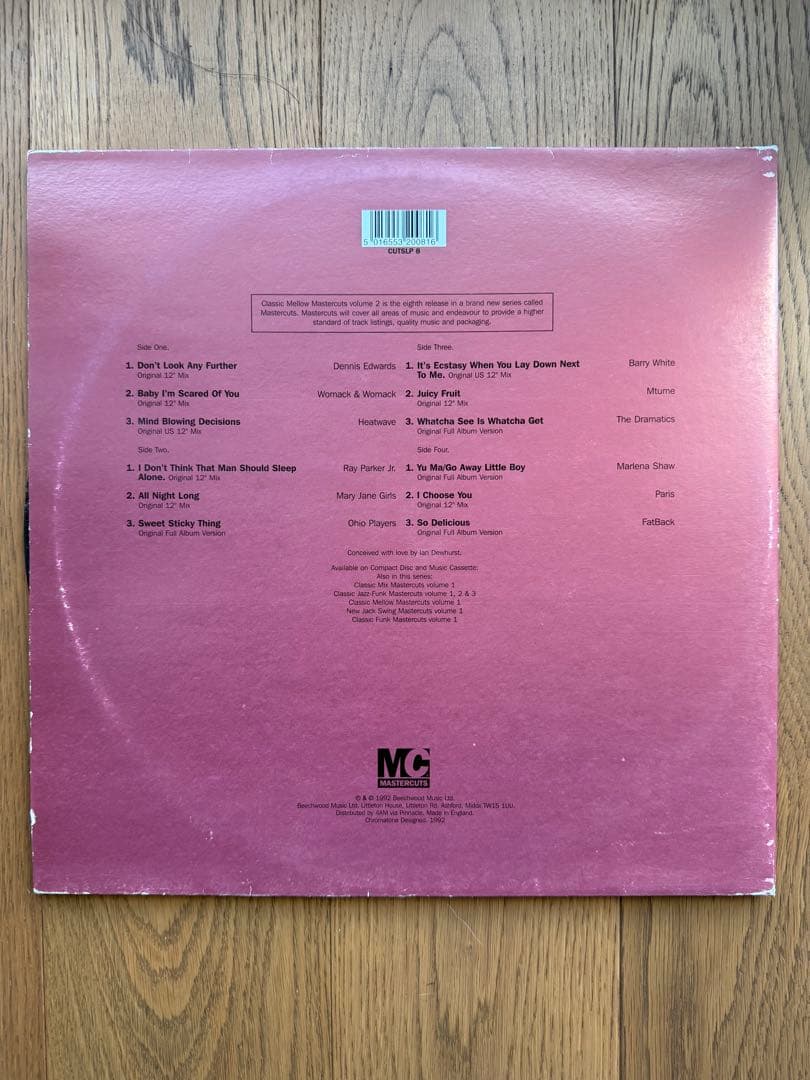 5 016553 200816
CUTSLP 8
Classic Mellow Mastercuts volume 2 is the eighth release in a brand new series called
Mastercuts. Mastercuts will cover all areas of music and endeavour to provide a higher
standard of track listings, quality music and packaging.
Side One.
1. Don't Look Any Further Dennis Edwards
Original 12" Mix
2. Baby I'm Scared Of You Womack & Womack
Original 12" Mix
3. Mind Blowing Decisions Heatwave
Original US 12" Mix
Side Two.
1. I Don't Think That Man Should Sleep Ray Parker Jr.
Alone. Original 12" Mix
2. All Night Long Mary Jane Girls
Original 12" Mix
3. Sweet Sticky Thing Ohio Players
Original Full Album Version
Side Three.
1. It's Ecstasy When You Lay Down Next Barry White
To Me. Original US 12" Mix
2. Juicy Fruit Mtume
Original 12" Mix
3. Whatcha See Is Whatcha Get The Dramatics
Original Full Album Version
Side Four.
1. Yu Ma/Go Away Little Boy Marlena Shaw
Original Full Album Version
2. I Choose You Paris
Original 12" Mix
3. So Delicious FatBack
Original Full Album Version
Conceived with love by Ian Dewhurst.
Available on Compact Disc and Music Cassette:
Also in this series:
Classic Mix Mastercuts volume 1
Classic Jazz-Funk Mastercuts volume 1, 2 & 3
Classic Mellow Mastercuts volume 1
New Jack Swing Mastercuts volume 1
Classic Funk Mastercuts volume 1
MC
MASTERCUTS
℗ & © 1992 Beechwood Music Ltd.
Beechwood Music Ltd. Littleton House, Littleton Rd. Ashford, Middx TW15 1UU.
Distributed by 4AM via Pinnacle. Made in England.
Chromatone Designed. 1992